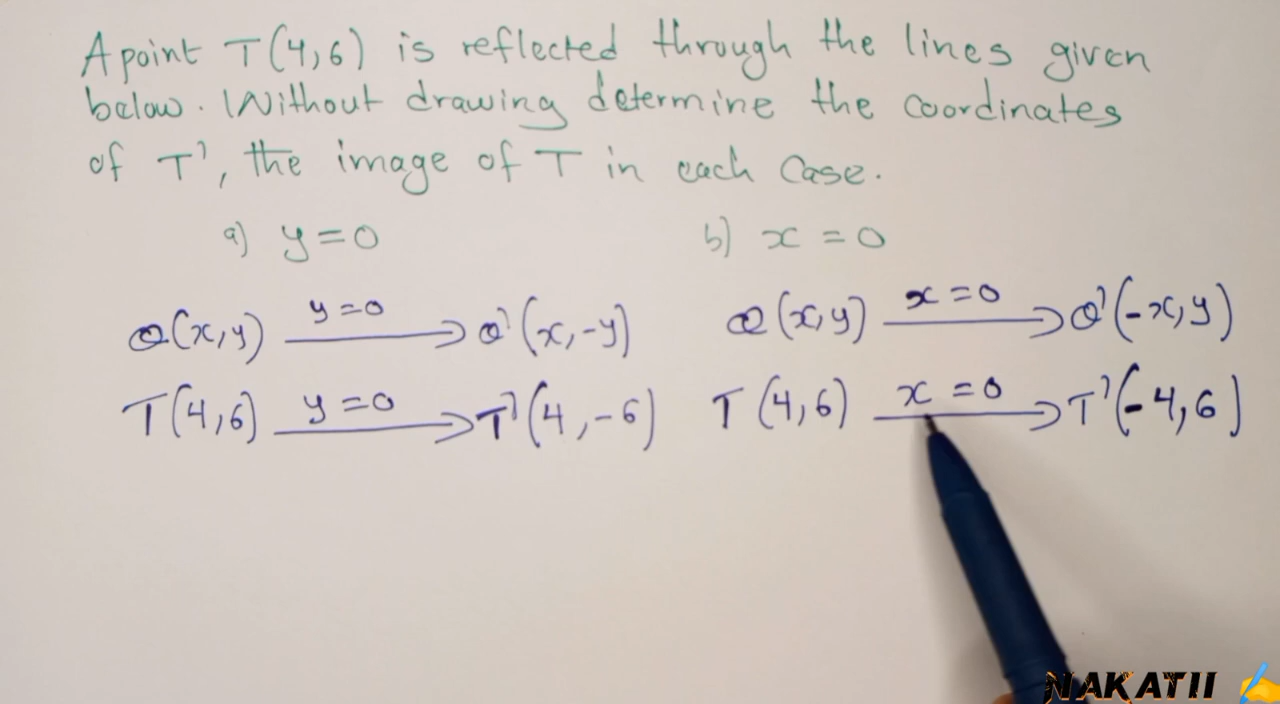 A point T(4,6) is reflected through the lines given
below. Without drawing determine the coordinates
of T', the image of T in each case.
a) y=0 b) x=0
Q(x,y) y=0 → Q'(x,-y) Q(x,y) x=0 → Q'(-x,y)
T(4,6) y=0 → T'(4,-6) T(4,6) x=0 → T'(-4,6)
NAKATII